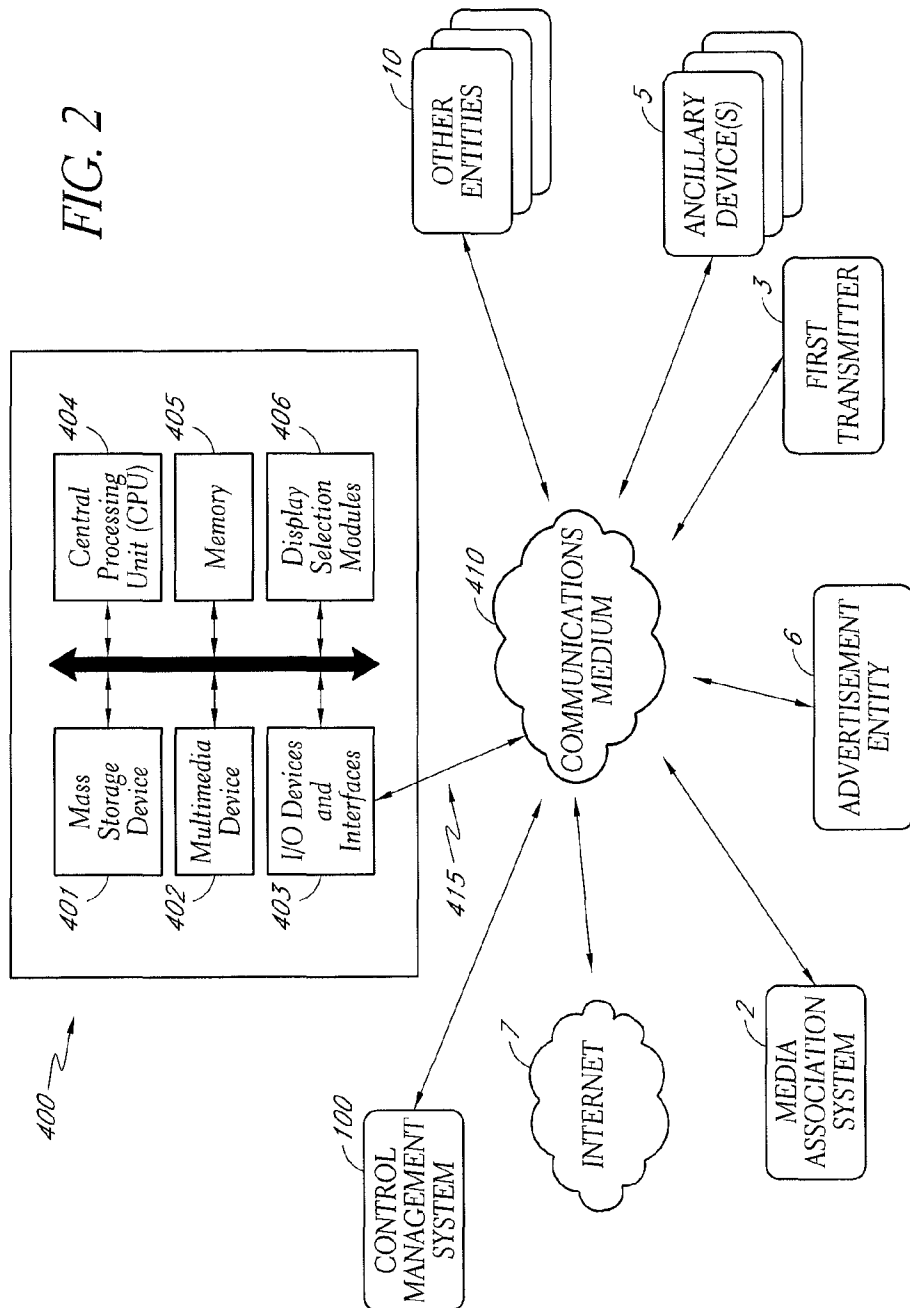 FIG. 2
400
401
Mass
Storage
Device
402
Multimedia
Device
403
I/O Devices
and
Interfaces
404
Central
Processing
Unit (CPU)
405
Memory
406
Display
Selection
Modules
415
410
COMMUNICATIONS
MEDIUM
100
CONTROL
MANAGEMENT
SYSTEM
7
INTERNET
2
MEDIA
ASSOCIATION
SYSTEM
6
ADVERTISEMENT
ENTITY
3
FIRST
TRANSMITTER
5
ANCILLARY
DEVICE(S)
10
OTHER
ENTITIES